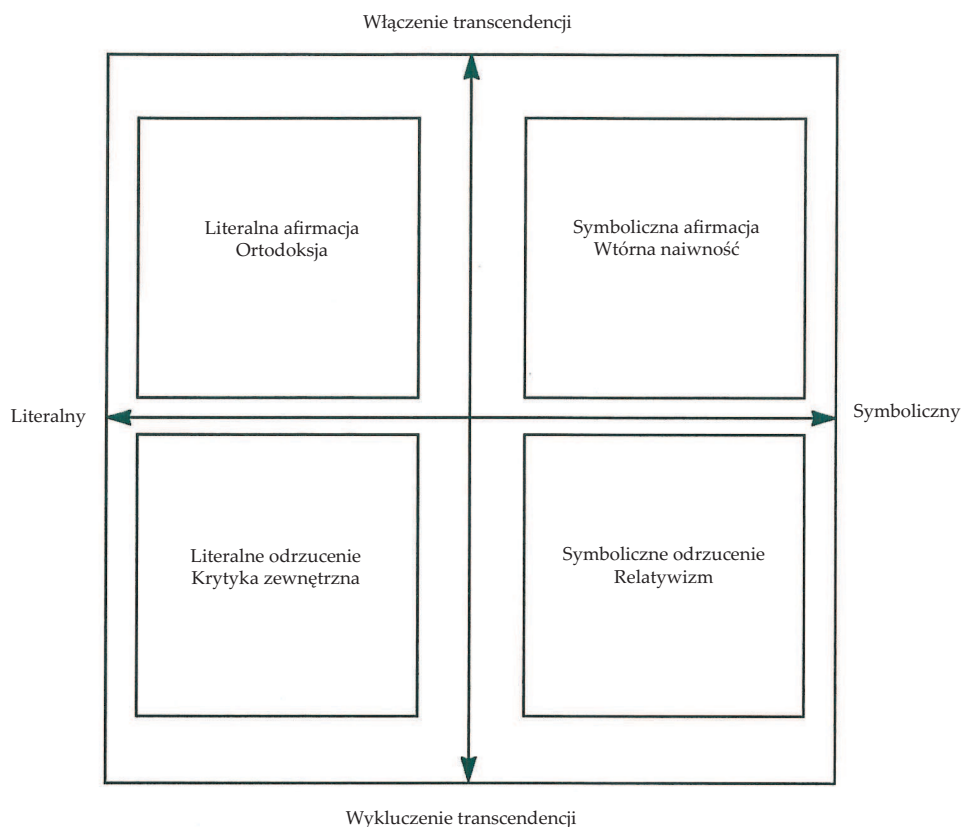 Włączenie transcendencji
Literalna afirmacja
Ortodoksja
Symboliczna afirmacja
Wtórna naiwność
Literalny
Symboliczny
Literalne odrzucenie
Krytyka zewnętrzna
Symboliczne odrzucenie
Relatywizm
Wykluczenie transcendencji